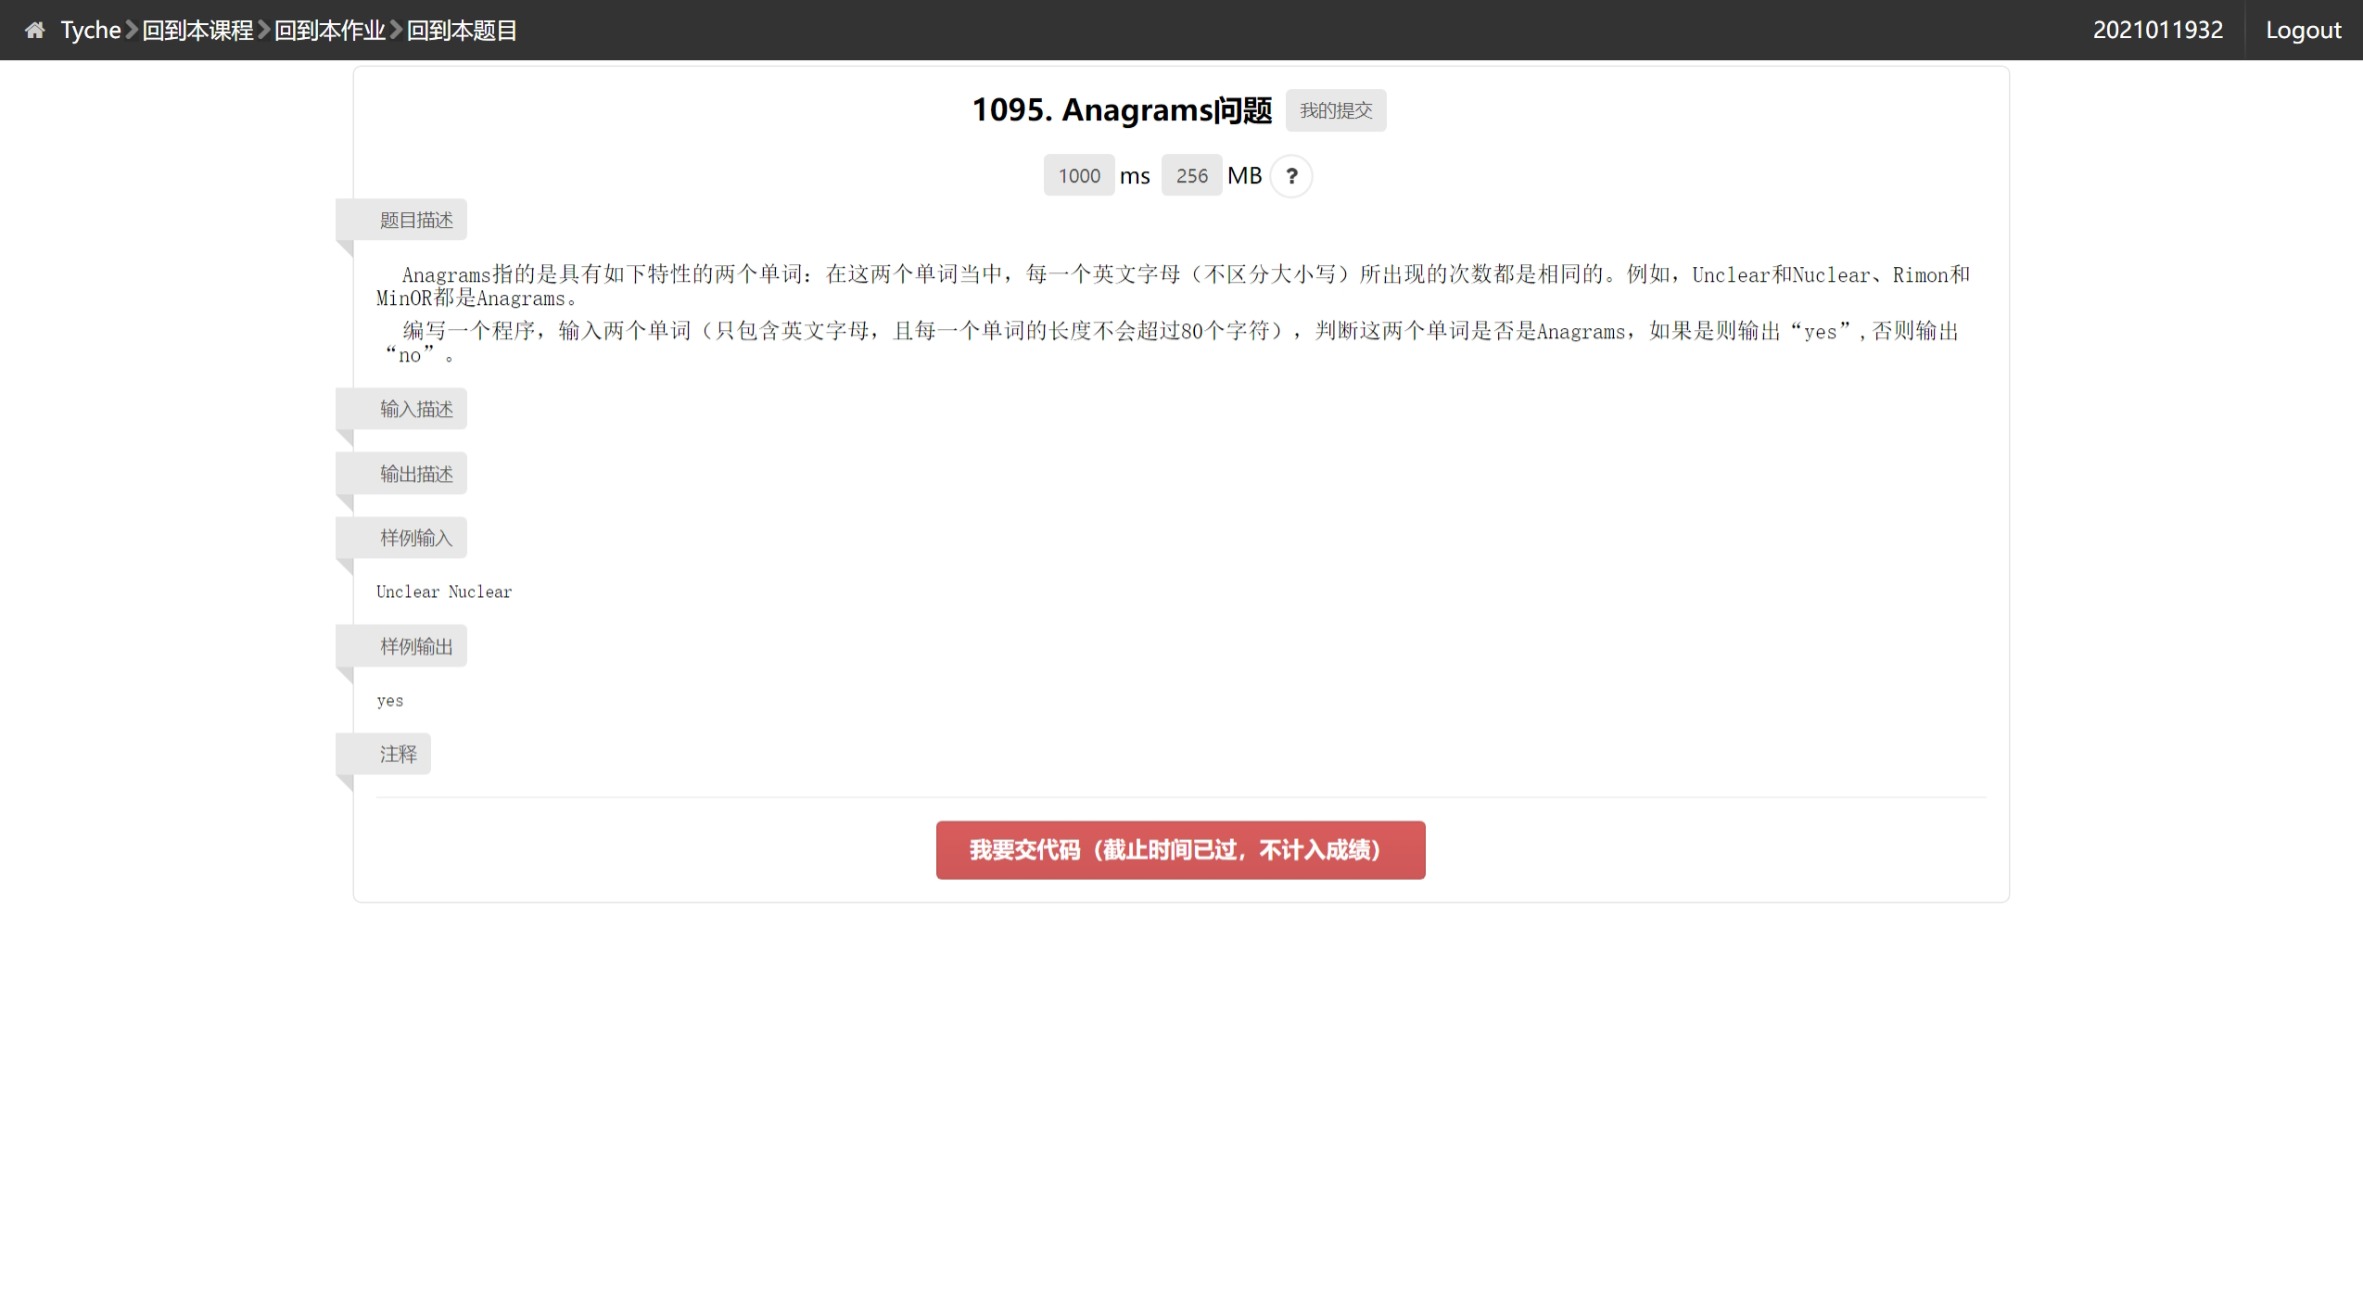 Tyche 回到本课程 回到本作业 回到本题目 2021011932 Logout
1095. Anagrams问题 我的提交
1000 ms 256 MB ?
题目描述
Anagrams指的是具有如下特性的两个单词：在这两个单词当中，每一个英文字母（不区分大小写）所出现的次数都是相同的。例如，Unclear和Nuclear、Rimon和
MinOR都是Anagrams。
编写一个程序，输入两个单词（只包含英文字母，且每一个单词的长度不会超过80个字符），判断这两个单词是否是Anagrams，如果是则输出“yes”,否则输出
“no”。
输入描述
输出描述
样例输入
Unclear Nuclear
样例输出
yes
注释
我要交代码（截止时间已过，不计入成绩）